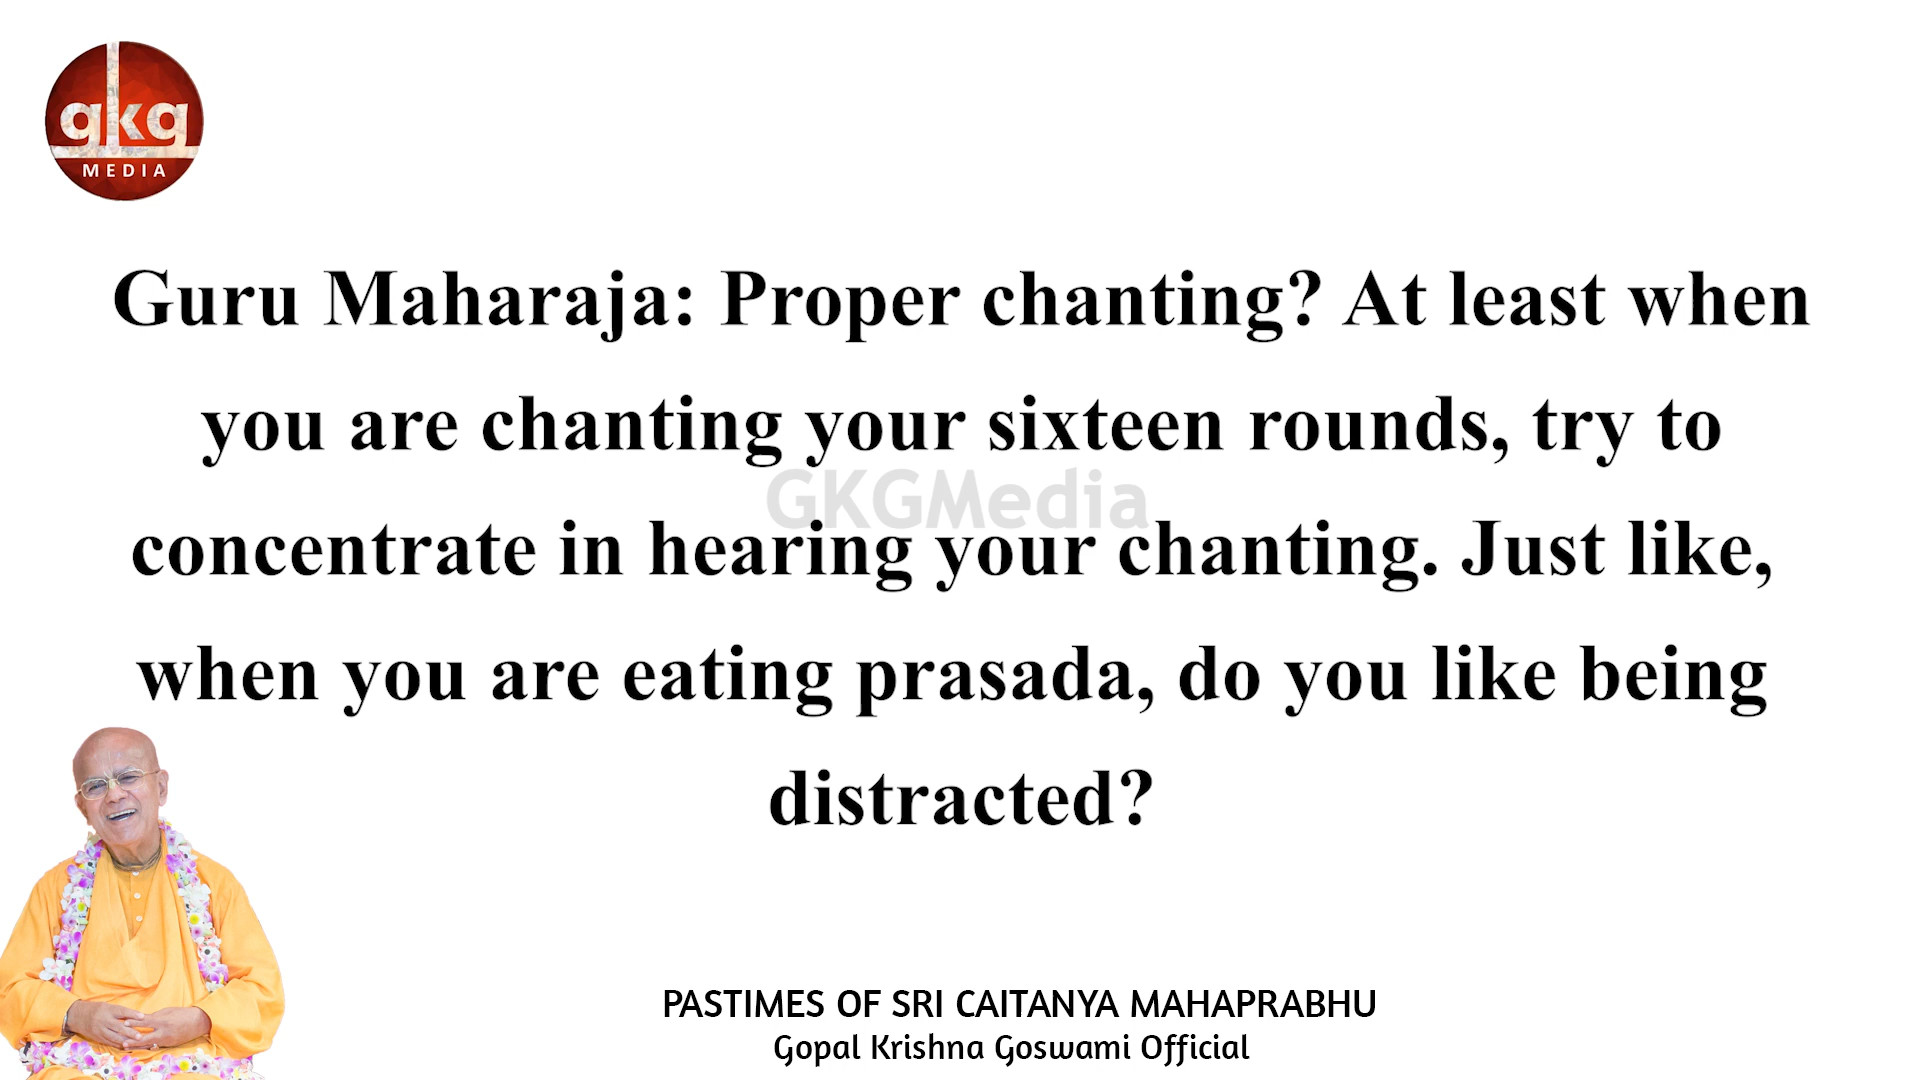 gkg
MEDIA
Guru Maharaja: Proper chanting? At least when
you are chanting your sixteen rounds, try to
GKGMedia
concentrate in hearing your chanting. Just like,
when you are eating prasada, do you like being
distracted?
PASTIMES OF SRI CAITANYA MAHAPRABHU
Gopal Krishna Goswami Official